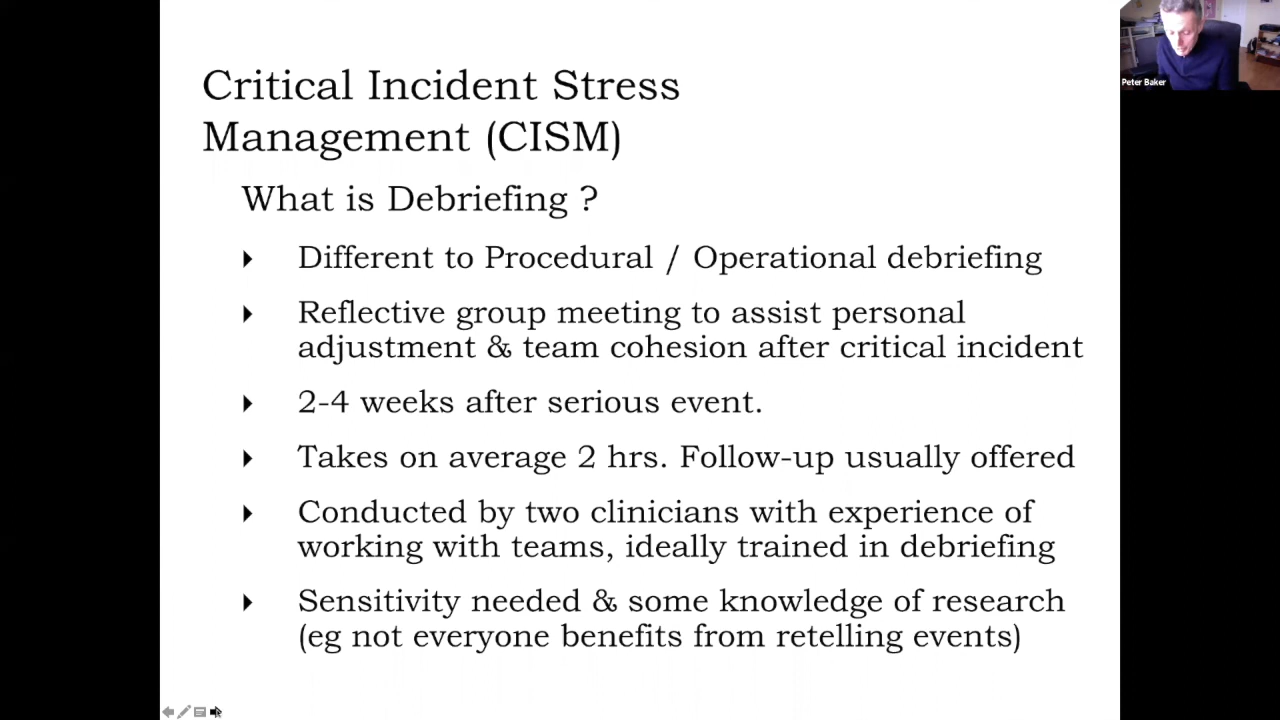 Critical Incident Stress
Management (CISM)
What is Debriefing ?
Different to Procedural / Operational debriefing
Reflective group meeting to assist personal
adjustment & team cohesion after critical incident
2-4 weeks after serious event.
Takes on average 2 hrs. Follow-up usually offered
Conducted by two clinicians with experience of
working with teams, ideally trained in debriefing
Sensitivity needed & some knowledge of research
(eg not everyone benefits from retelling events)
Peter Baker